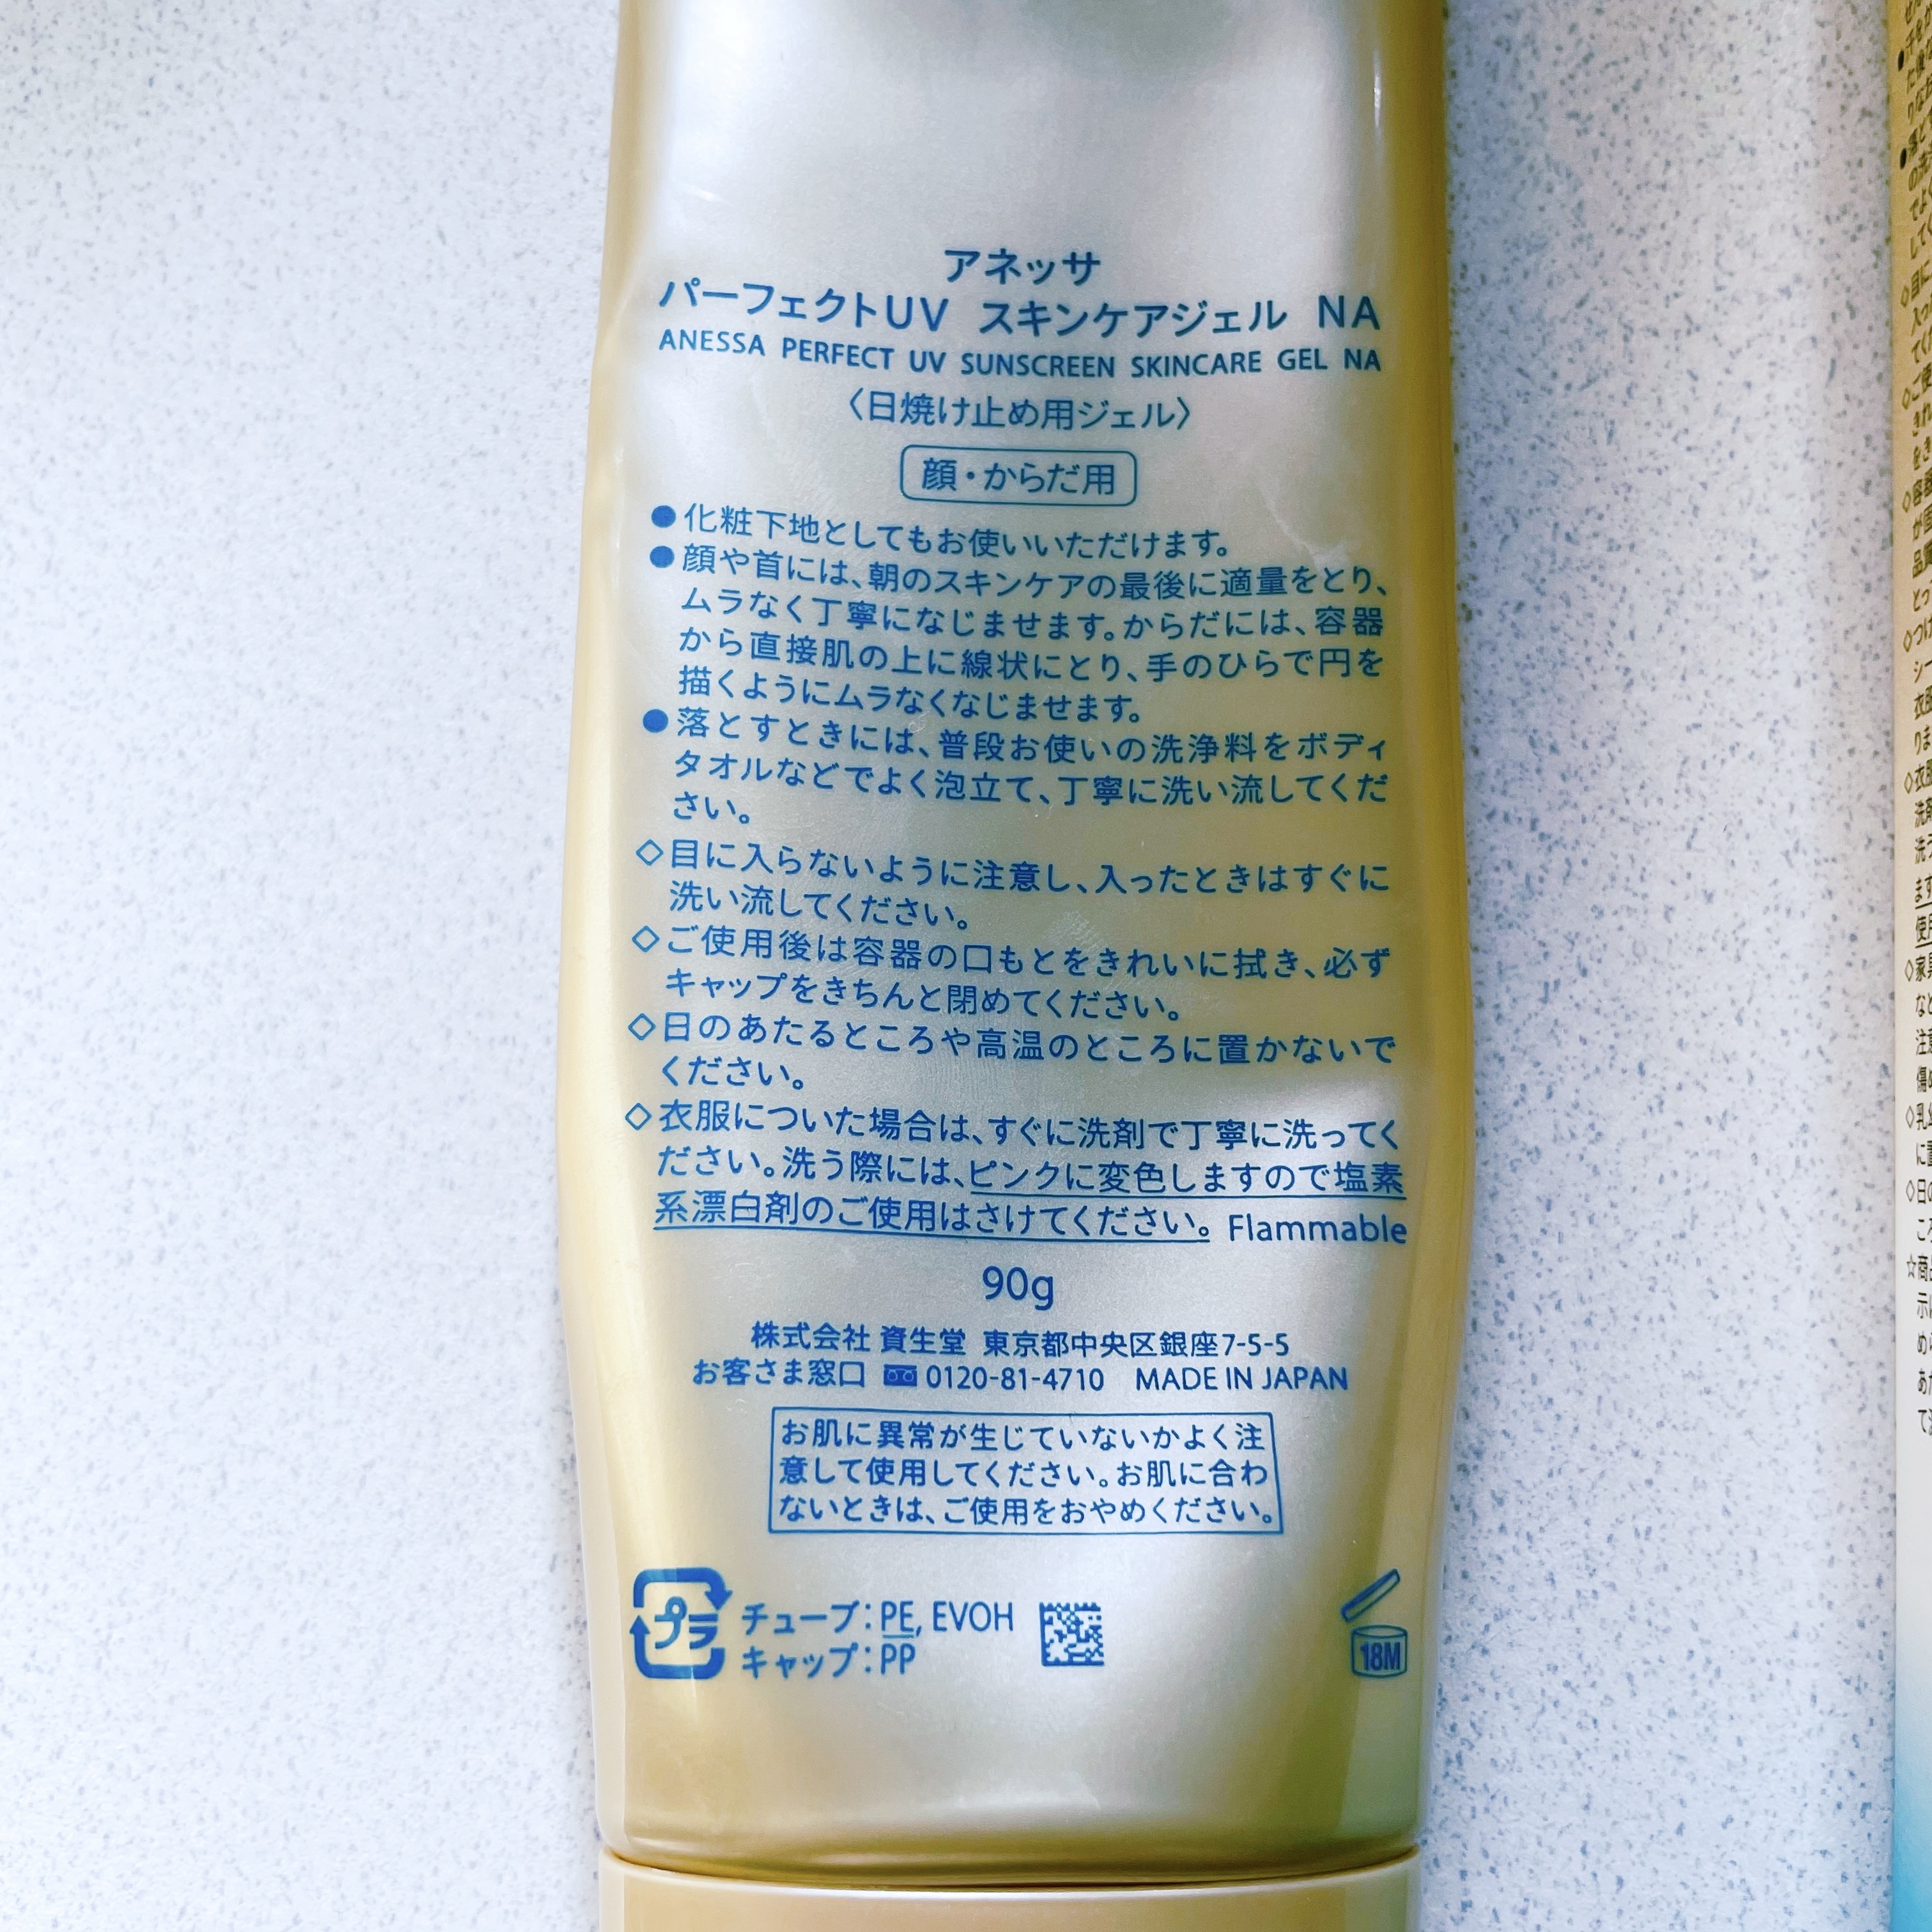 アネッサ
パーフェクトUV スキンケアジェル NA
ANESSA PERFECT UV SUNSCREEN SKINCARE GEL NA
〈日焼け止め用ジェル〉
顔・からだ用
●化粧下地としてもお使いいただけます。
●顔や首には、朝のスキンケアの最後に適量をとり、
ムラなく丁寧になじませます。からだには、容器
から直接肌の上に線状にとり、手のひらで円を
描くようにムラなくなじませます。
●落とすときには、普段お使いの洗浄料をボディ
タオルなどでよく泡立て、丁寧に洗い流してくだ
さい。
◇目に入らないように注意し、入ったときはすぐに
洗い流してください。
◇ご使用後は容器の口もとをきれいに拭き、必ず
キャップをきちんと閉めてください。
◇日のあたるところや高温のところに置かないで
ください。
◇衣服についた場合は、すぐに洗剤で丁寧に洗ってく
ださい。洗う際には、ピンクに変色しますので塩素
系漂白剤のご使用はさけてください。 Flammable
90g
株式会社 資生堂 東京都中央区銀座7-5-5
お客さま窓口 0120-81-4710 MADE IN JAPAN
お肌に異常が生じていないかよく注
意して使用してください。お肌に合わ
ないときは、ご使用をおやめください。
プラ
チューブ：PE, EVOH
キャップ：PP
18M